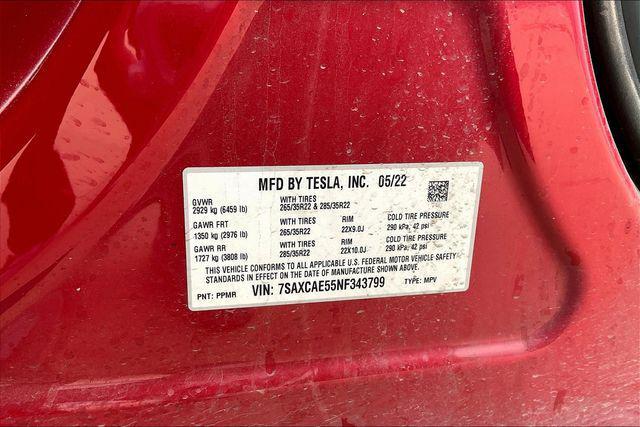 MFD BY TESLA, INC. 05/22
GVWR WITH TIRES
2929 kg (6459 lb) 265/35R22 & 285/35R22
GAWR FRT WITH TIRES RIM COLD TIRE PRESSURE
1350 kg (2976 lb) 265/35R22 22X9.0J 290 kPa, 42 psi
GAWR RR WITH TIRES RIM COLD TIRE PRESSURE
1727 kg (3808 lb) 285/35R22 22X10.0J 290 kPa, 42 psi
THIS VEHICLE CONFORMS TO ALL APPLICABLE U.S. FEDERAL MOTOR VEHICLE SAFETY
STANDARDS IN EFFECT ON THE DATE OF MANUFACTURE SHOWN ABOVE.
PNT: PPMR VIN: 7SAXCAE55NF343799 TYPE: MPV